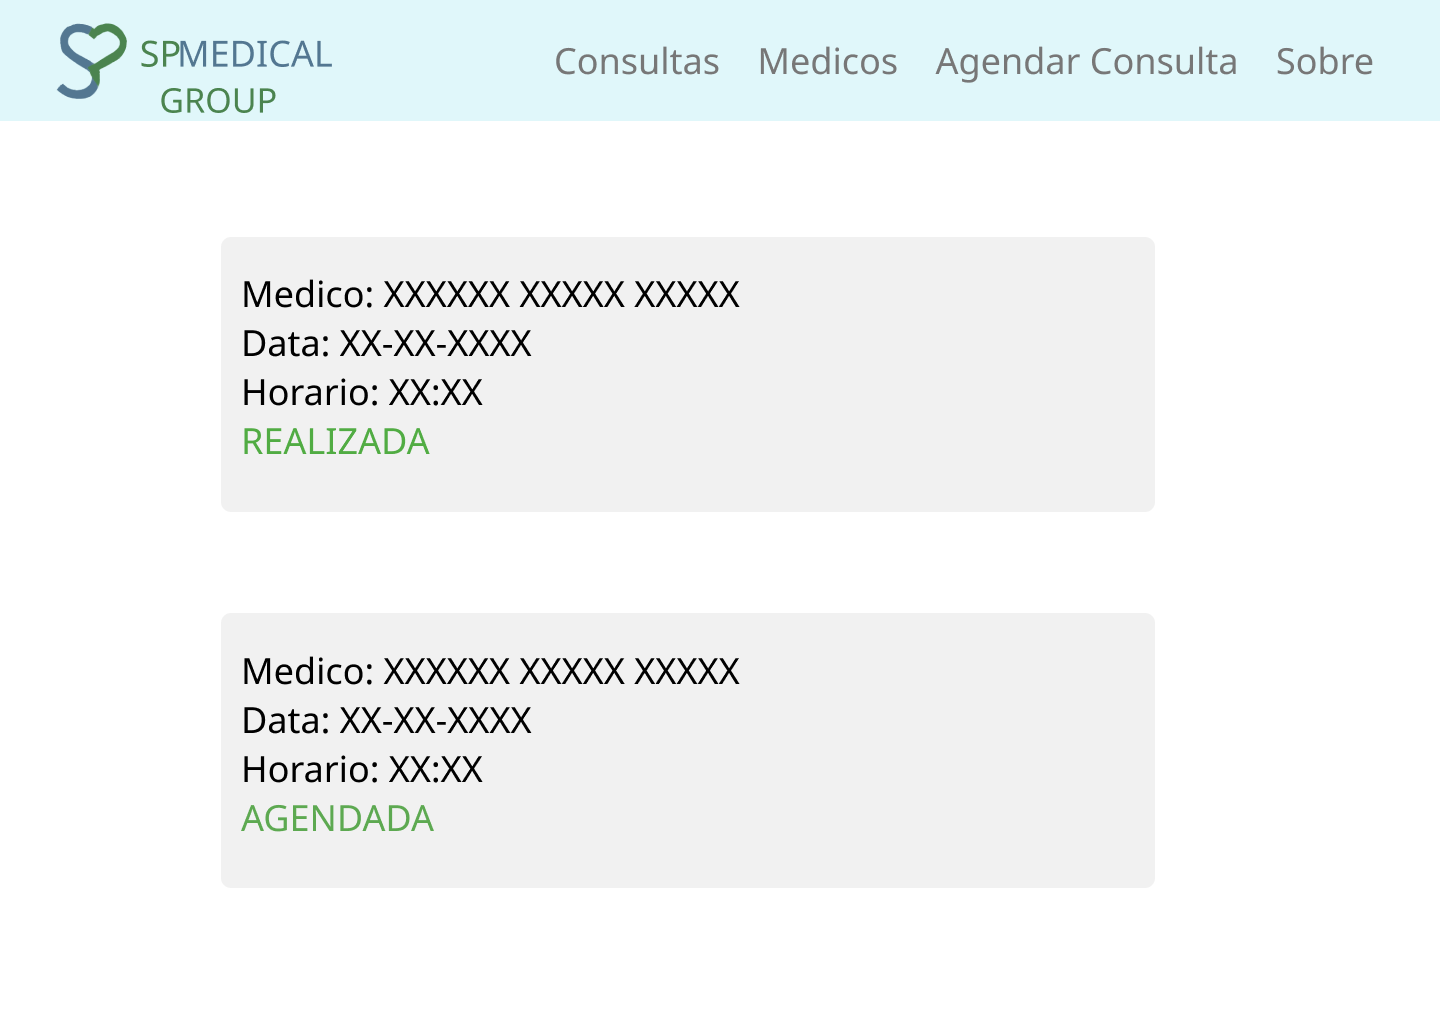 SPMEDICAL
GROUP
Consultas Medicos Agendar Consulta Sobre
Medico: XXXXXX XXXXX XXXXX
Data: XX-XX-XXXX
Horario: XX:XX
REALIZADA
Medico: XXXXXX XXXXX XXXXX
Data: XX-XX-XXXX
Horario: XX:XX
AGENDADA